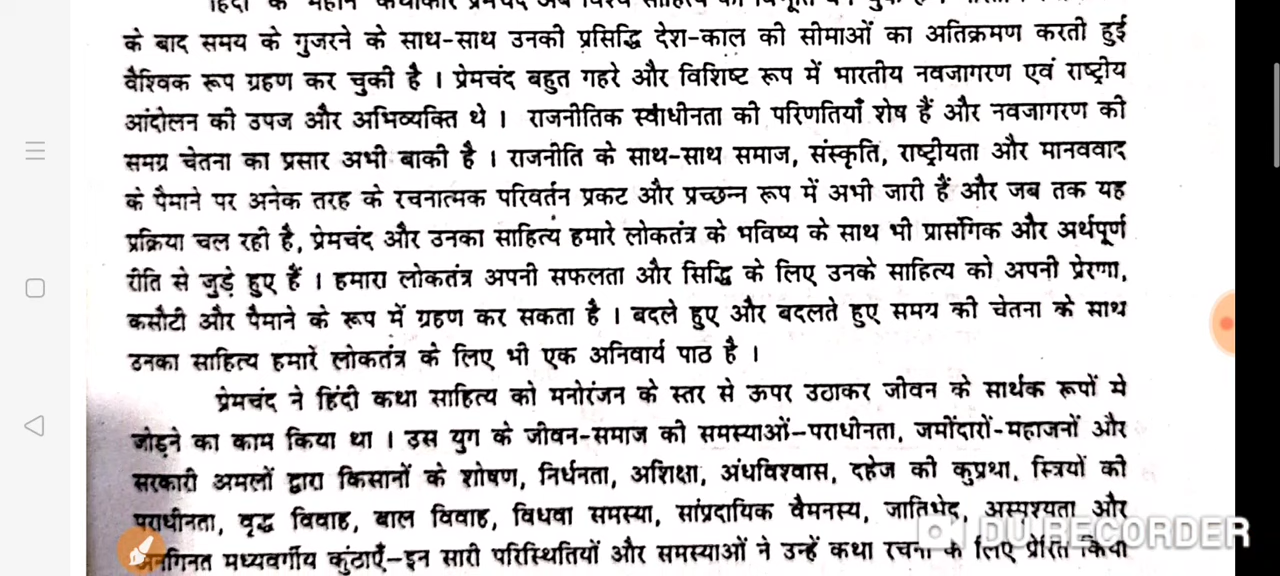 हिंदी के महान कथाकार प्रेमचंद अब विश्व साहित्य की विभूति
के बाद समय के गुजरने के साथ-साथ उनकी प्रसिद्धि देश-काल की सीमाओं का अतिक्रमण करती हुई
वैश्विक रूप ग्रहण कर चुकी है । प्रेमचंद बहुत गहरे और विशिष्ट रूप में भारतीय नवजागरण एवं राष्ट्रीय
आंदोलन की उपज और अभिव्यक्ति थे । राजनीतिक स्वाधीनता की परिणतियाँ शेष हैं और नवजागरण की
समग्र चेतना का प्रसार अभी बाकी है । राजनीति के साथ-साथ समाज, संस्कृति, राष्ट्रीयता और मानववाद
के पैमाने पर अनेक तरह के रचनात्मक परिवर्तन प्रकट और प्रच्छन्न रूप में अभी जारी हैं और जब तक यह
प्रक्रिया चल रही है, प्रेमचंद और उनका साहित्य हमारे लोकतंत्र के भविष्य के साथ भी प्रासंगिक और अर्थपूर्ण
रीति से जुड़े हुए हैं । हमारा लोकतंत्र अपनी सफलता और सिद्धि के लिए उनके साहित्य को अपनी प्रेरणा,
कसौटी और पैमाने के रूप में ग्रहण कर सकता है । बदले हुए और बदलते हुए समय की चेतना के साथ
उनका साहित्य हमारे लोकतंत्र के लिए भी एक अनिवार्य पाठ है ।
प्रेमचंद ने हिंदी कथा साहित्य को मनोरंजन के स्तर से ऊपर उठाकर जीवन के सार्थक रूपों से
जोड़ने का काम किया था । उस युग के जीवन-समाज की समस्याओं-पराधीनता, जमींदारों-महाजनों और
सरकारी अमलों द्वारा किसानों के शोषण, निर्धनता, अशिक्षा, अंधविश्वास, दहेज की कुप्रथा, स्त्रियों की
पराधीनता, वृद्ध विवाह, बाल विवाह, विधवा समस्या, सांप्रदायिक वैमनस्य, जातिभेद, अस्पृश्यता और
अनगिनत मध्यवर्गीय कुंठाएँ-इन सारी परिस्थितियों और समस्याओं ने उन्हें कथा रचना के लिए प्रेरित किया
DU RECORDER